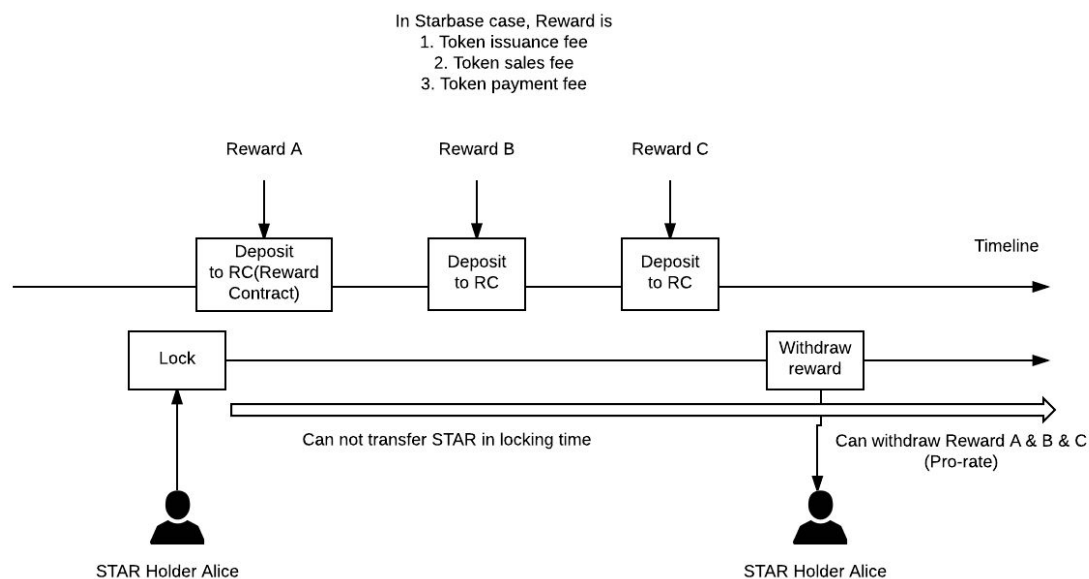 In Starbase case, Reward is
1. Token issuance fee
2. Token sales fee
3. Token payment fee
Reward A
Reward B
Reward C
Deposit
to RC(Reward
Contract)
Deposit
to RC
Deposit
to RC
Timeline
Lock
Withdraw
reward
Can not transfer STAR in locking time
Can withdraw Reward A & B & C
(Pro-rate)
STAR Holder Alice
STAR Holder Alice